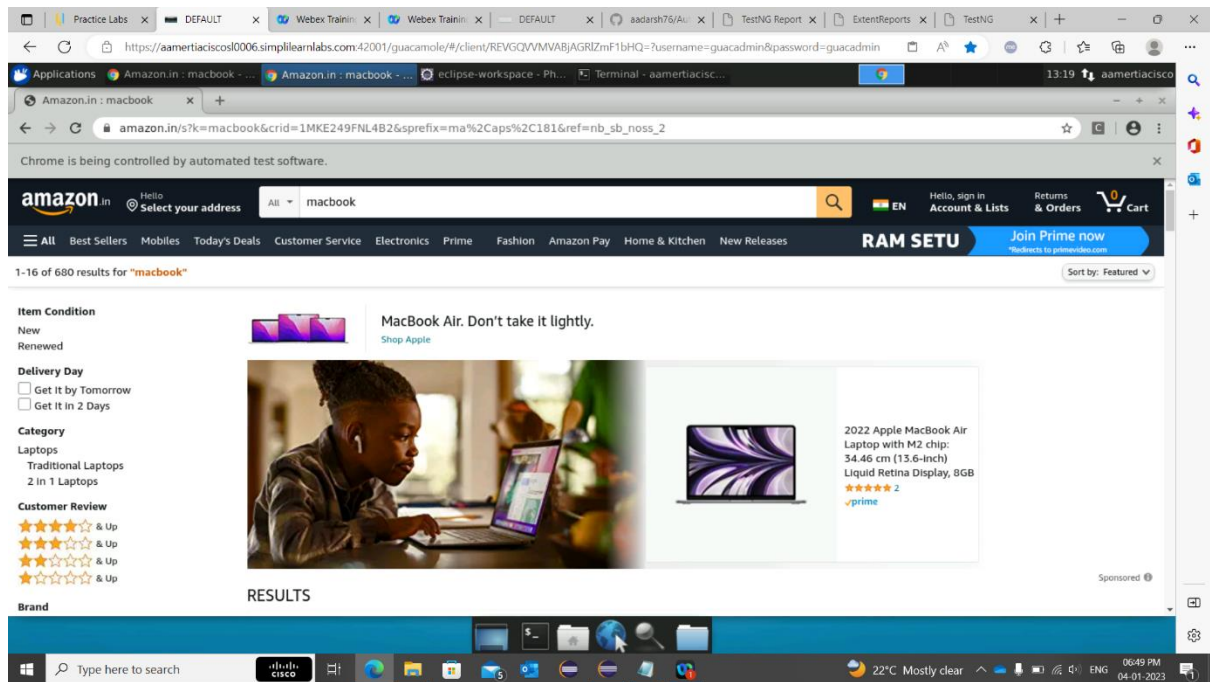 Practice Labs
DEFAULT
Webex Trainin
Webex Trainin
DEFAULT
aadarsh76/Au
TestNG Report
ExtentReports
TestNG
https://aamertiaciscosl0006.simplilearnlabs.com:42001/guacamole/#/client/REVGQVVMVABjAGRlZmF1bHQ=?username=guacadmin&password=guacadmin
Applications
Amazon.in : macbook - ...
Amazon.in : macbook - ...
eclipse-workspace - Ph...
Terminal - aamertiacisc...
13:19
aamertiacisco
Amazon.in : macbook
amazon.in/s?k=macbook&crid=1MKE249FNL4B2&sprefix=ma%2Caps%2C181&ref=nb_sb_noss_2
Chrome is being controlled by automated test software.
amazon.in
Hello
Select your address
All
macbook
EN
Hello, sign in
Account & Lists
Returns
& Orders
0
Cart
All Best Sellers Mobiles Today's Deals Customer Service Electronics Prime Fashion Amazon Pay Home & Kitchen New Releases
RAM SETU
Join Prime now
*Redirects to primevideo.com
1-16 of 680 results for "macbook"
Sort by: Featured
Item Condition
New
Renewed
Delivery Day
Get It by Tomorrow
Get It in 2 Days
Category
Laptops
Traditional Laptops
2 in 1 Laptops
Customer Review
& Up
& Up
& Up
& Up
Brand
MacBook Air. Don't take it lightly.
Shop Apple
2022 Apple MacBook Air
Laptop with M2 chip:
34.46 cm (13.6-inch)
Liquid Retina Display, 8GB
2
prime
Sponsored
RESULTS
Type here to search
CISCO
5
22°C Mostly clear
ENG
06:49 PM
04-01-2023
1